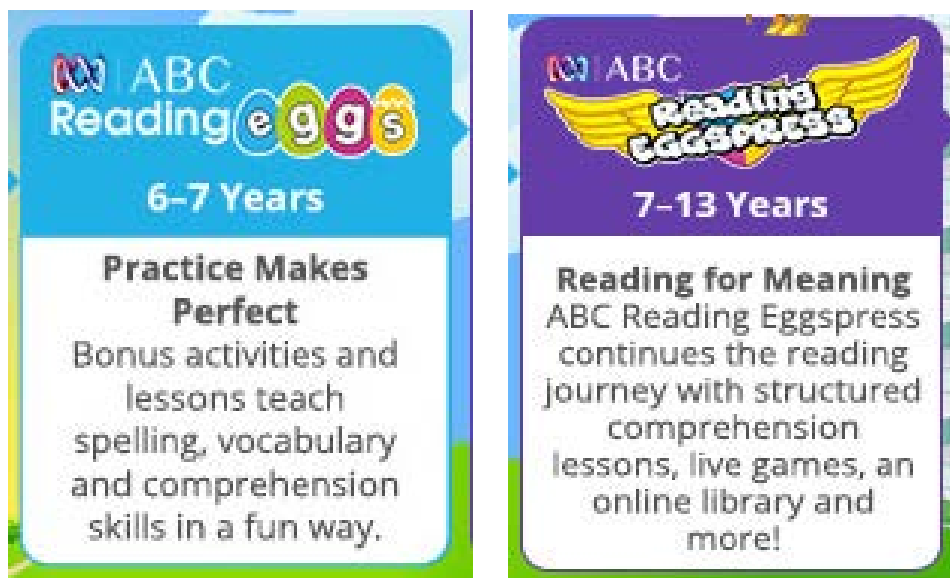 ABC
Reading eggs
6–7 Years
Practice Makes
Perfect
Bonus activities and
lessons teach
spelling, vocabulary
and comprehension
skills in a fun way.
ABC
Reading
EGGSPRESS
7–13 Years
Reading for Meaning
ABC Reading Eggspress
continues the reading
journey with structured
comprehension
lessons, live games, an
online library and
more!